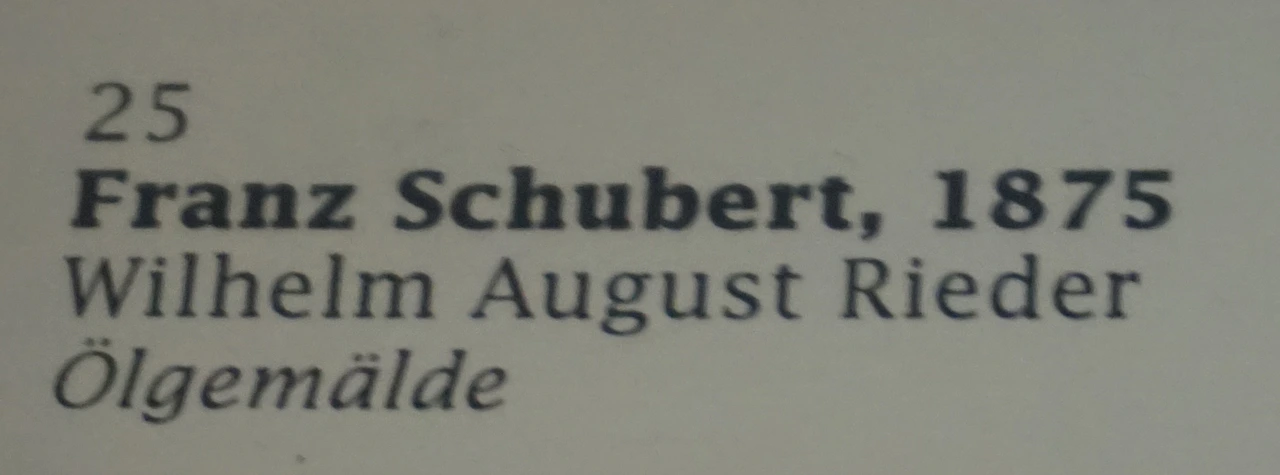 25
Franz Schubert, 1875
Wilhelm August Rieder
Ölgemälde